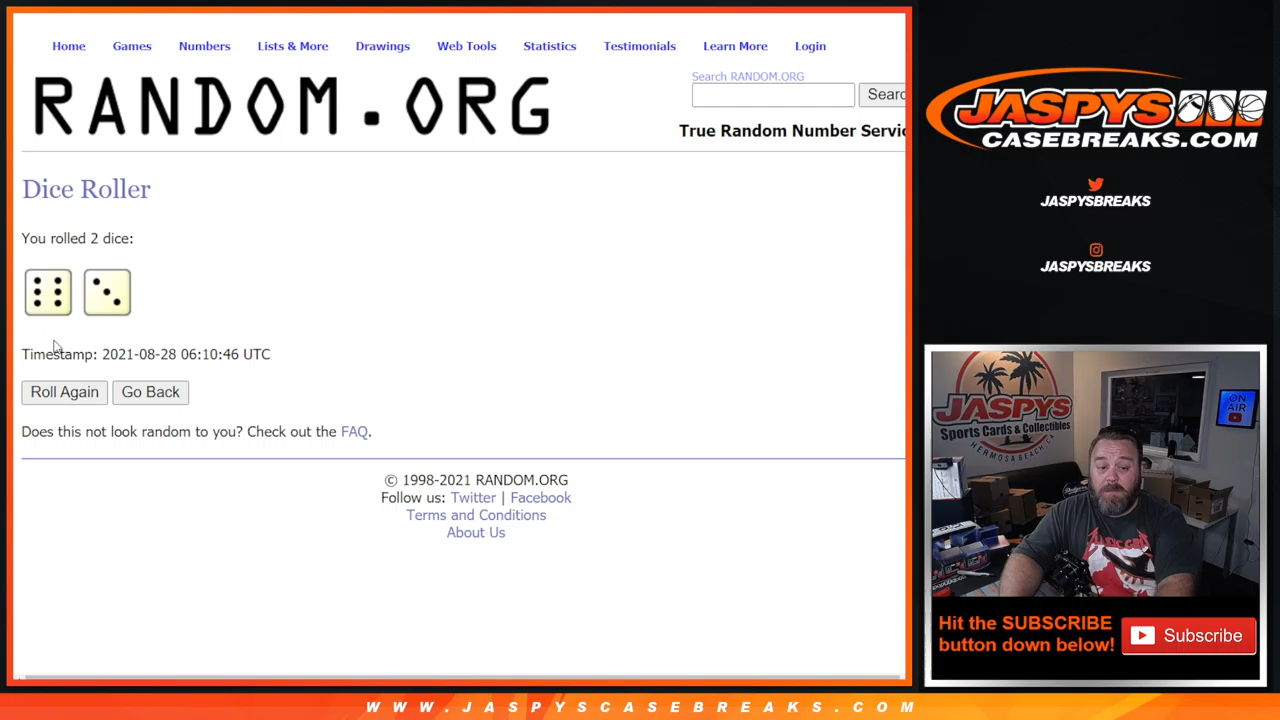 Home Games Numbers Lists & More Drawings Web Tools Statistics Testimonials Learn More Login
RANDOM.ORG
Search RANDOM.ORG
Searc
True Random Number Servic
Dice Roller
You rolled 2 dice:
Timestamp: 2021-08-28 06:10:46 UTC
Roll Again Go Back
Does this not look random to you? Check out the FAQ.
© 1998-2021 RANDOM.ORG
Follow us: Twitter | Facebook
Terms and Conditions
About Us
JASPYS
CASEBREAKS.COM
JASPYSBREAKS
JASPYSBREAKS
JASPYS
Sports Cards & Collectibles
HERMOSA BEACH, CA
ON AIR
Hit the SUBSCRIBE
button down below!
Subscribe
WWW.JASPYSCASEBREAKS.COM